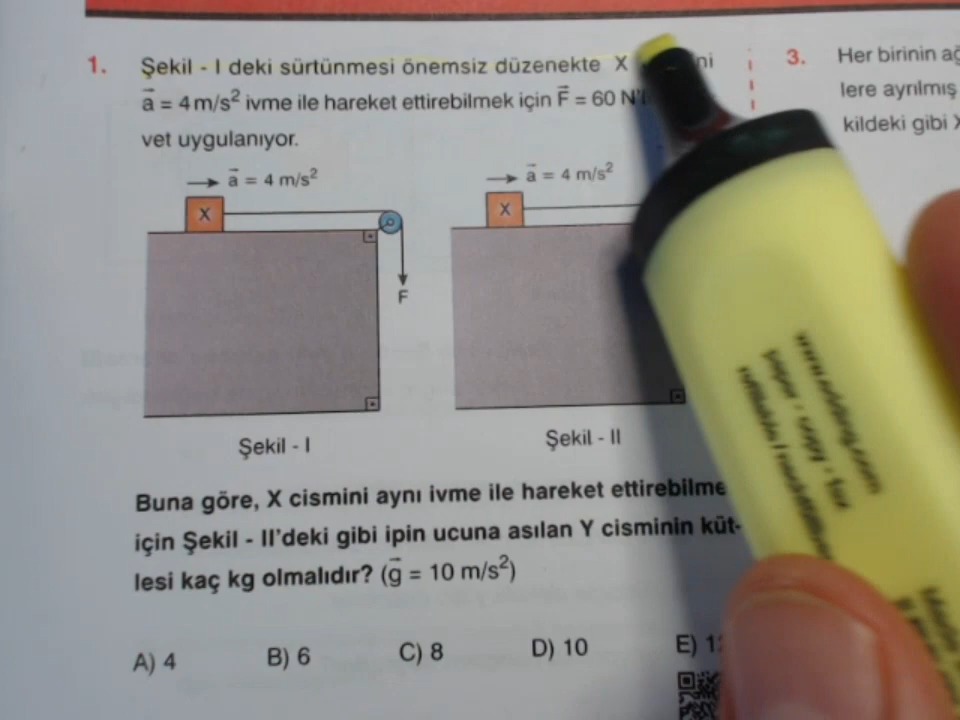 1. Şekil - I deki sürtünmesi önemsiz düzenekte X
a = 4 m/s² ivme ile hareket ettirebilmek için F = 60 N'l
vet uygulanıyor.
a = 4 m/s²
X
F
Şekil - I
a = 4 m/s²
X
Şekil - II
Buna göre, X cismini aynı ivme ile hareket ettirebilme
için Şekil - II'deki gibi ipin ucuna asılan Y cisminin küt-
lesi kaç kg olmalıdır? (g = 10 m/s²)
A) 4 B) 6 C) 8 D) 10 E)
3. Her birinin
lere ayrılmış
kildeki gibi